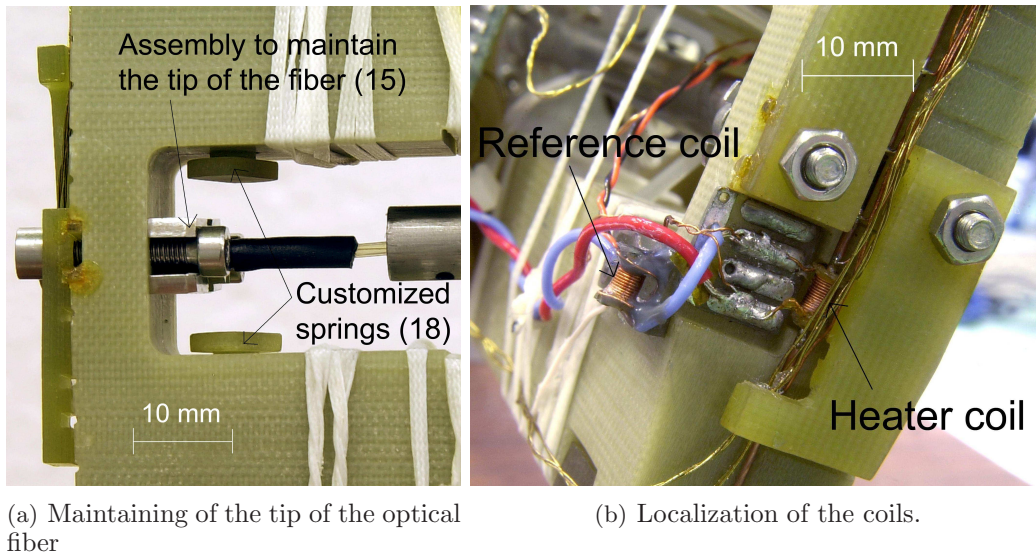 Assembly to maintain
the tip of the fiber (15)
Customized
springs (18)
10 mm
10 mm
Reference coil
Heater coil
(a) Maintaining of the tip of the optical
fiber
(b) Localization of the coils.